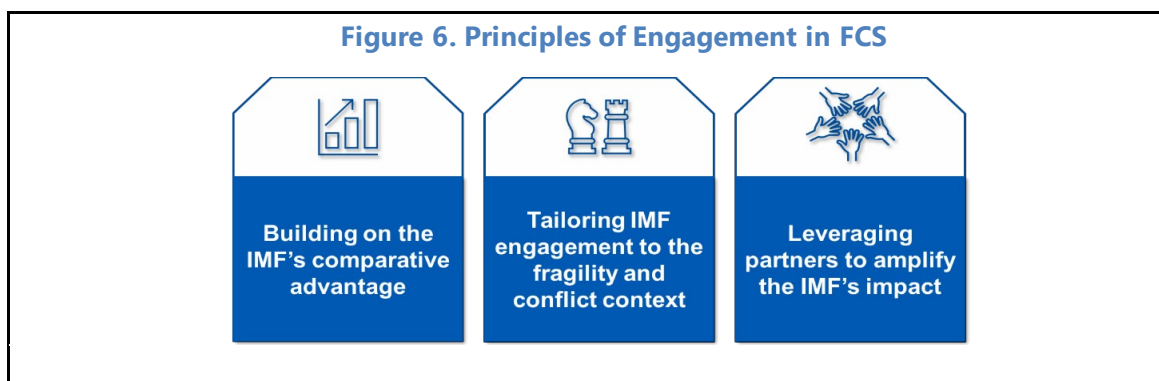 Figure 6. Principles of Engagement in FCS
Building on the
IMF’s comparative
advantage
Tailoring IMF
engagement to the
fragility and
conflict context
Leveraging
partners to amplify
the IMF’s impact